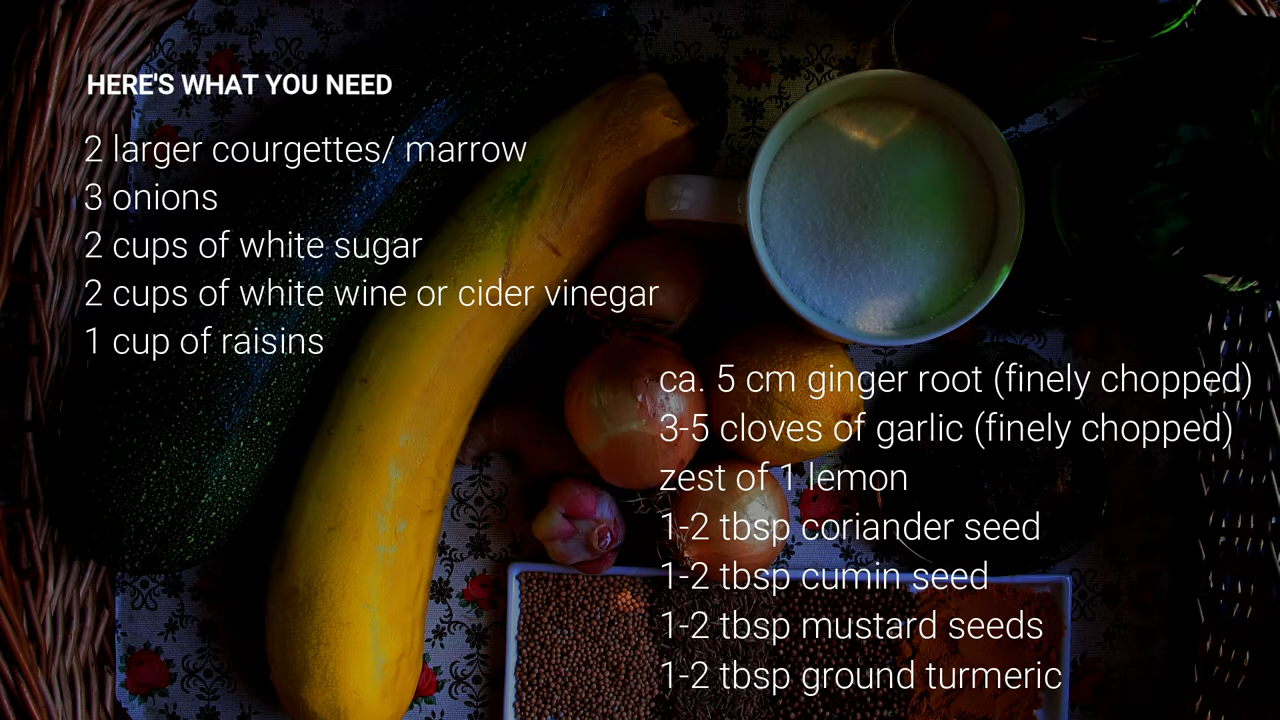 HERE'S WHAT YOU NEED
2 larger courgettes/ marrow
3 onions
2 cups of white sugar
2 cups of white wine or cider vinegar
1 cup of raisins
ca. 5 cm ginger root (finely chopped)
3-5 cloves of garlic (finely chopped)
zest of 1 lemon
1-2 tbsp coriander seed
1-2 tbsp cumin seed
1-2 tbsp mustard seeds
1-2 tbsp ground turmeric